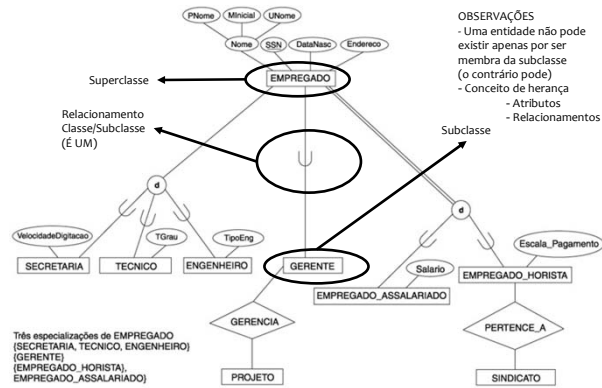 PNome
MInicial
UNome
Nome
SSN
DataNasc
Endereco
EMPREGADO
Superclasse
OBSERVAÇÕES
- Uma entidade não pode
existir apenas por ser
membra da subclasse
(o contrário pode)
- Conceito de herança
- Atributos
- Relacionamentos
Relacionamento
Classe/Subclasse
(É UM)
Subclasse
d
d
VelocidadeDigitacao
TGrau
TipoEng
SECRETARIA
TECNICO
ENGENHEIRO
GERENTE
Salario
EMPREGADO_ASSALARIADO
Escala_Pagamento
EMPREGADO_HORISTA
GERENCIA
PERTENCE_A
PROJETO
SINDICATO
Três especializações de EMPREGADO
{SECRETARIA, TECNICO, ENGENHEIRO}
{GERENTE}
{EMPREGADO_HORISTA},
EMPREGADO_ASSALARIADO}